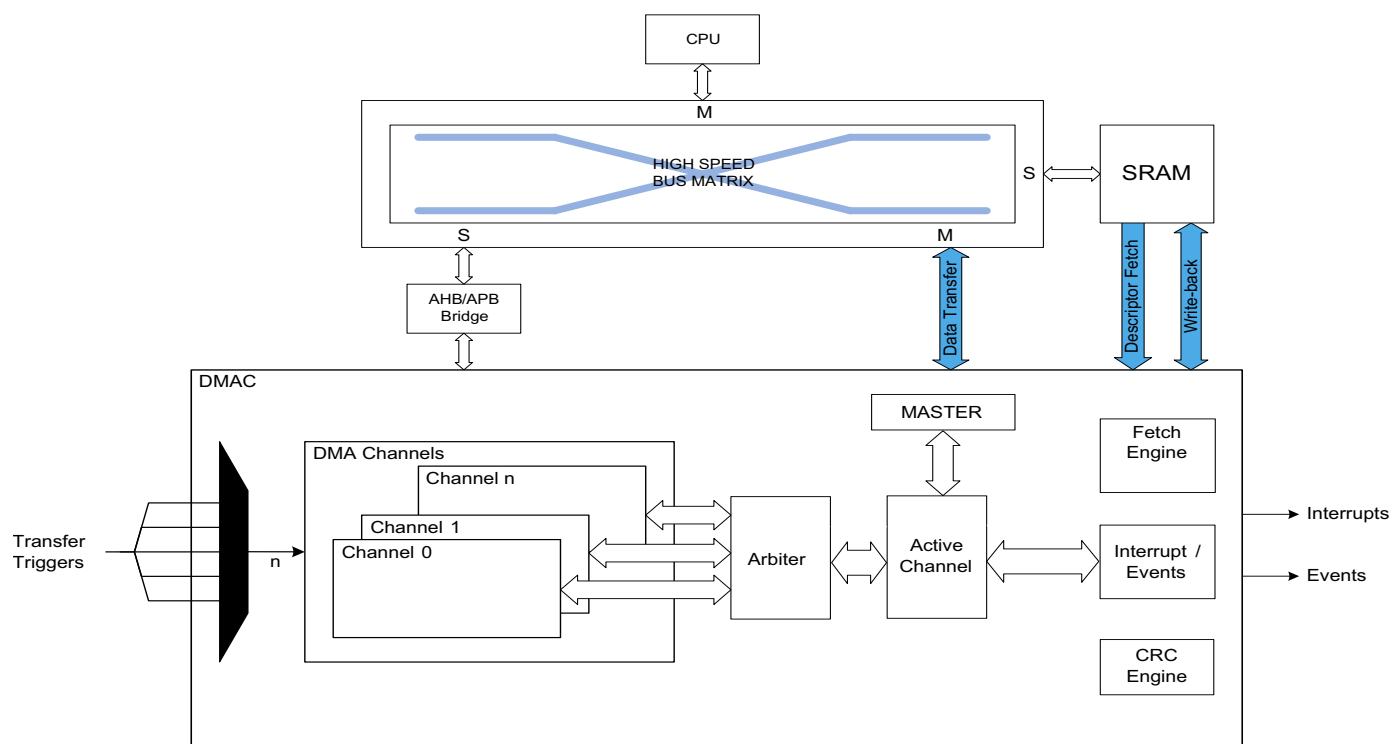 CPU
M
HIGH SPEED
BUS MATRIX
S
SRAM
S
M
AHB/APB
Bridge
Data Transfer
Descriptor Fetch
Write-back
DMAC
MASTER
Fetch
Engine
DMA Channels
Channel n
Channel 1
Channel 0
Transfer
Triggers
n
Arbiter
Active
Channel
Interrupt /
Events
Interrupts
Events
CRC
Engine